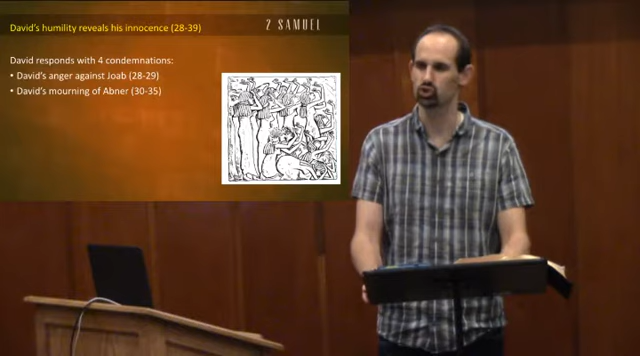 David's humility reveals his innocence (28-39)
2 SAMUEL
David responds with 4 condemnations:
• David's anger against Joab (28-29)
• David's mourning of Abner (30-35)